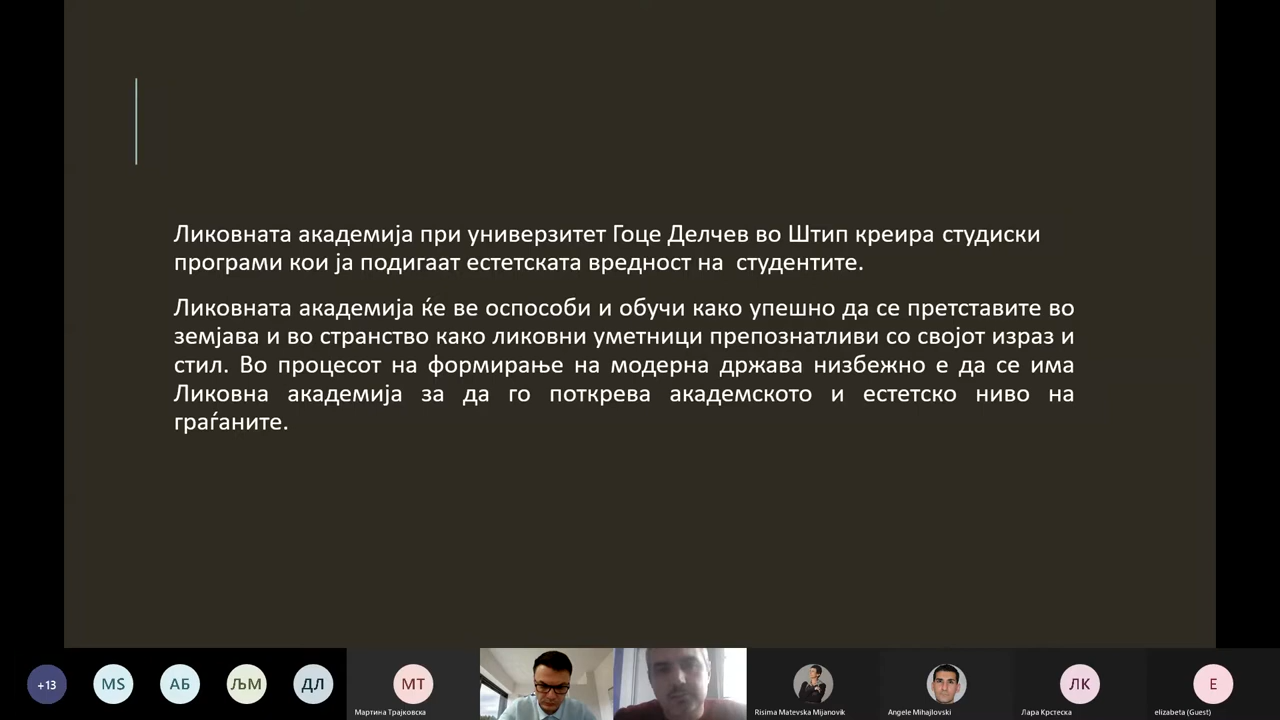 Ликовната академија при универзитет Гоце Делчев во Штип креира студиски
програми кои ја подигаат естетската вредност на студентите.
Ликовната академија ќе ве оспособи и обучи како упешно да се претставите во
земјава и во странство како ликовни уметници препознатливи со својот израз и
стил. Во процесот на формирање на модерна држава низбежно е да се има
Ликовна академија за да го поткрева академското и естетско ниво на
граѓаните.
+13 MS АБ ЉМ ДЛ МТ ЛК E
Мартина Трајковска Risima Matevska Mijanovik Angele Mihajlovski Лара Крстеска elizabeta (Guest)